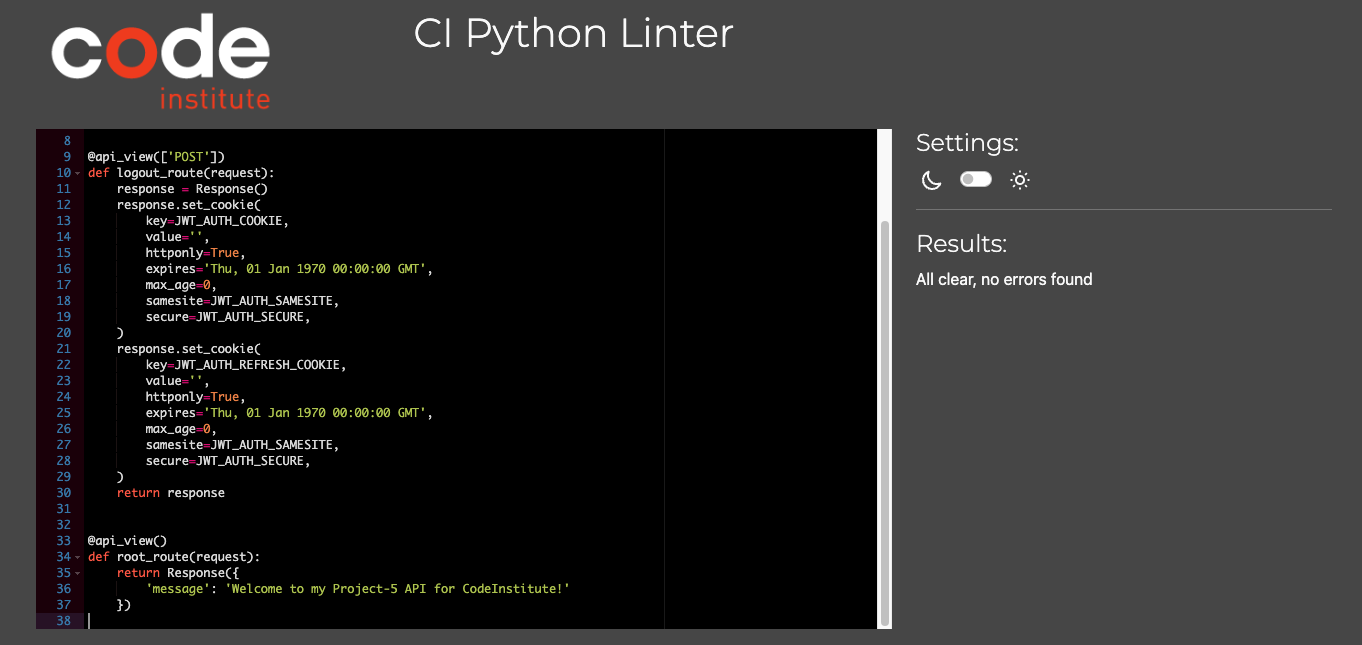 code
institute
CI Python Linter
8
9 @api_view(['POST'])
10 def logout_route(request):
11     response = Response()
12     response.set_cookie(
13         key=JWT_AUTH_COOKIE,
14         value='',
15         httponly=True,
16         expires='Thu, 01 Jan 1970 00:00:00 GMT',
17         max_age=0,
18         samesite=JWT_AUTH_SAMESITE,
19         secure=JWT_AUTH_SECURE,
20     )
21     response.set_cookie(
22         key=JWT_AUTH_REFRESH_COOKIE,
23         value='',
24         httponly=True,
25         expires='Thu, 01 Jan 1970 00:00:00 GMT',
26         max_age=0,
27         samesite=JWT_AUTH_SAMESITE,
28         secure=JWT_AUTH_SECURE,
29     )
30     return response
31
32
33 @api_view()
34 def root_route(request):
35     return Response({
36         'message': 'Welcome to my Project-5 API for CodeInstitute!'
37     })
38
Settings:
Results:
All clear, no errors found